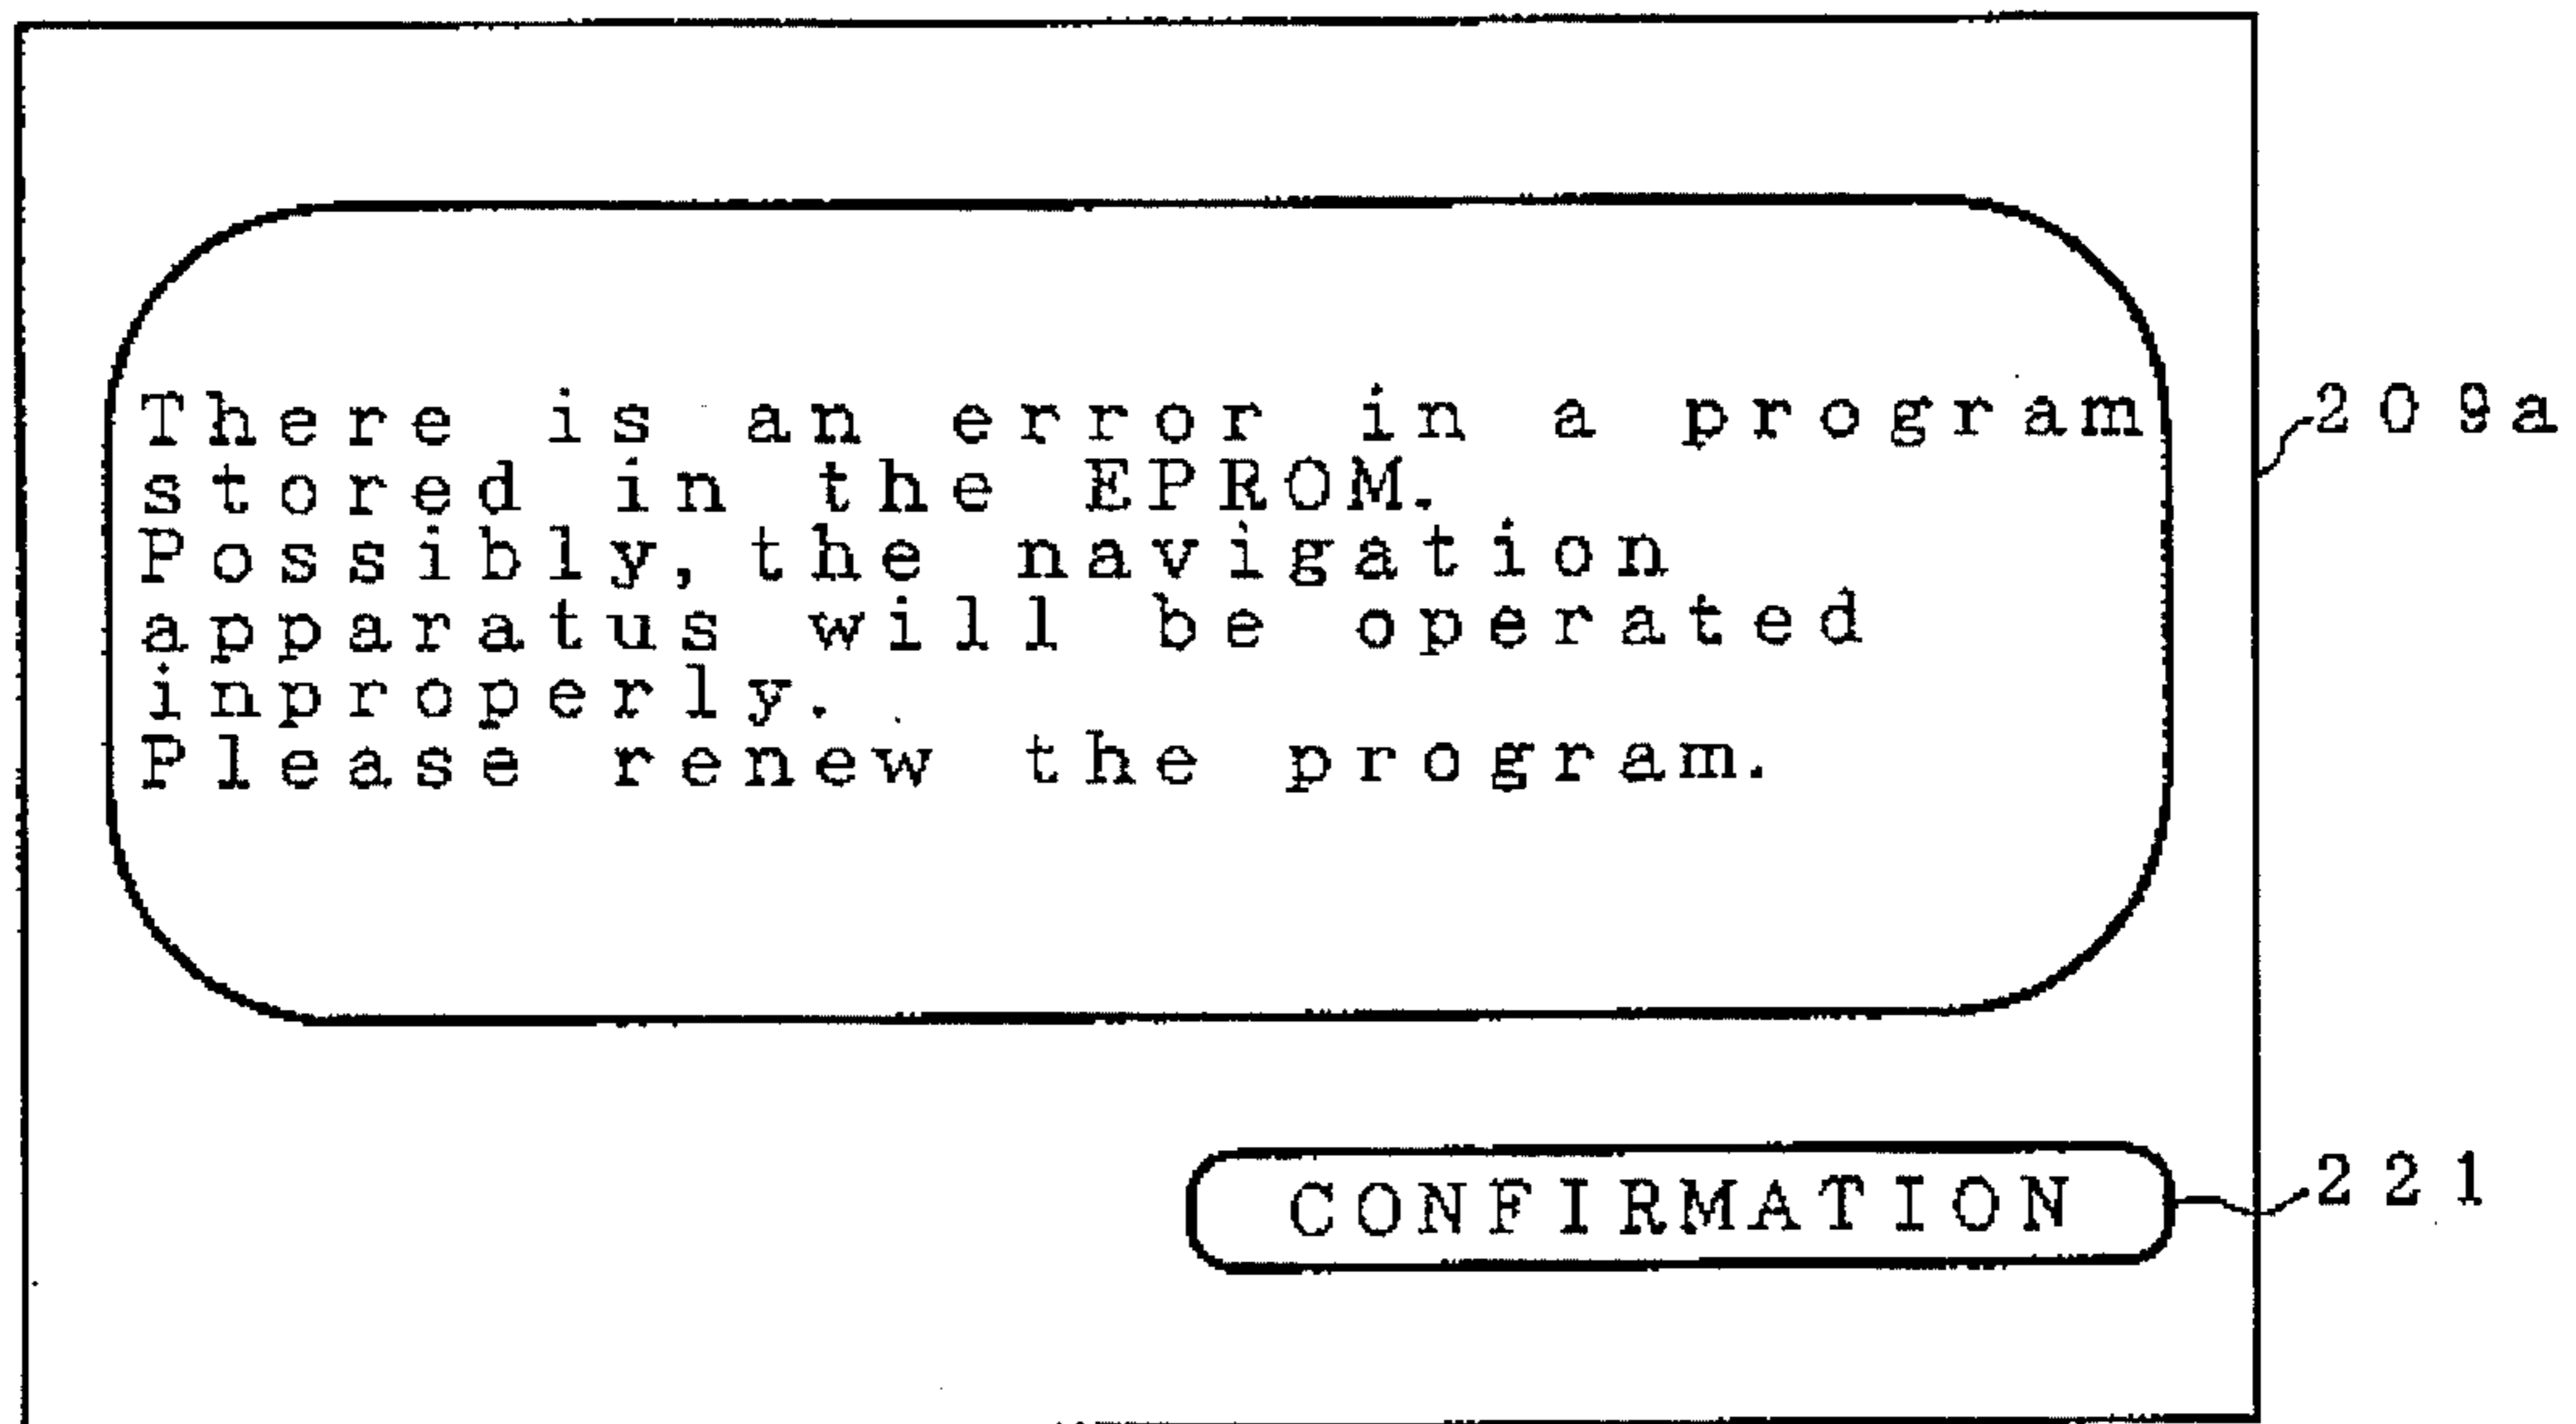 There is an error in a program
stored in the EPROM.
Possibly, the navigation
apparatus will be operated
inproperly.
Please renew the program.
209a
CONFIRMATION
221